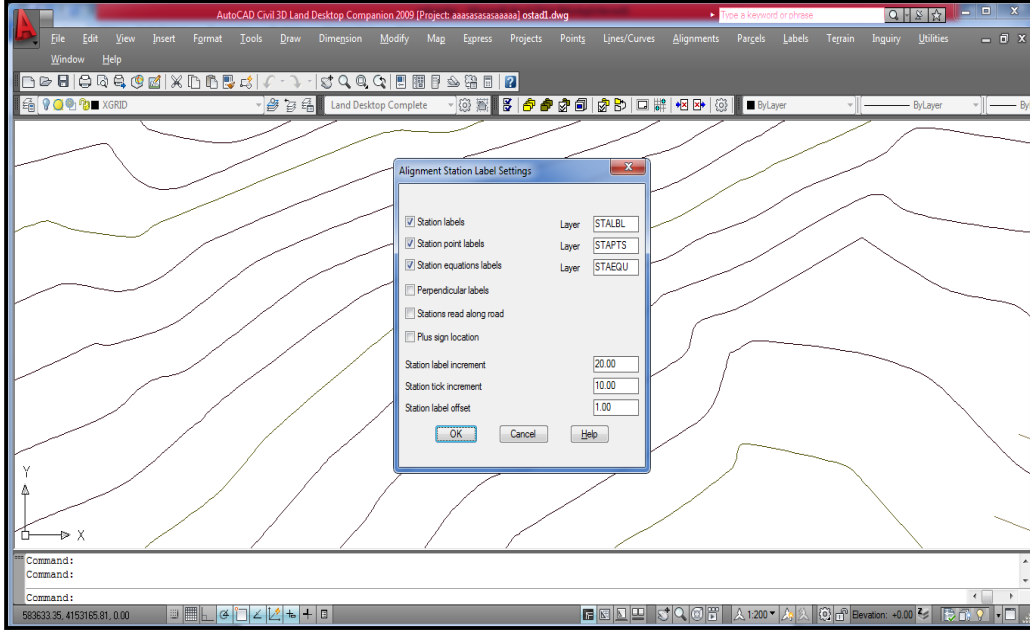 AutoCAD Civil 3D Land Desktop Companion 2009 [Project: aaasasasasaaaaa] ostad1.dwg
Type a keyword or phrase
File Edit View Insert Format Tools Draw Dimension Modify Map Express Projects Points Lines/Curves Alignments Parcels Labels Terrain Inquiry Utilities
Window Help
XGRID Land Desktop Complete ByLayer ByLayer By
Alignment Station Label Settings
Station labels Layer STALBL
Station point labels Layer STAPTS
Station equations labels Layer STAEQU
Perpendicular labels
Stations read along road
Plus sign location
Station label increment 20.00
Station tick increment 10.00
Station label offset 1.00
OK Cancel Help
Y
X
Command:
Command:
Command:
583633.35, 4153165.81, 0.00 1:200 Elevation: +0.00